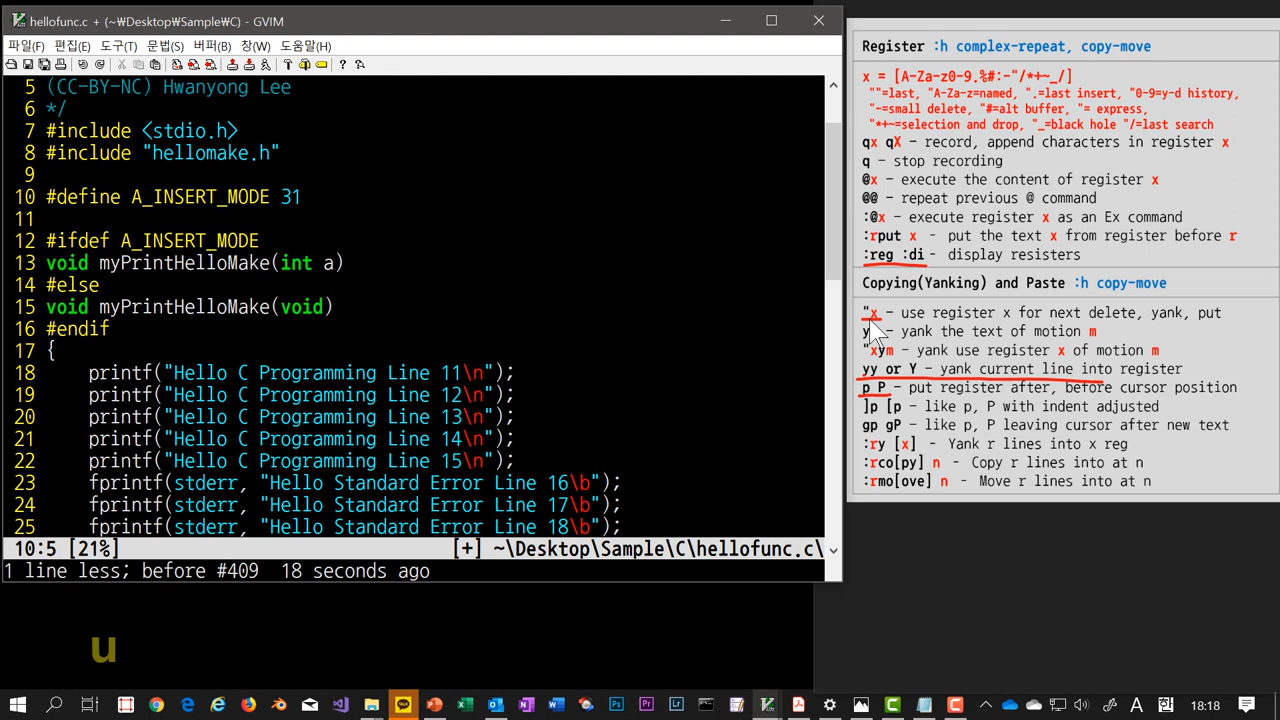 hellofunc.c + (~₩Desktop₩Sample₩C) - GVIM
파일(F) 편집(E) 도구(T) 문법(S) 버퍼(B) 창(W) 도움말(H)
5 (CC-BY-NC) Hwanyong Lee
6 */
7 #include <stdio.h>
8 #include "hellomake.h"
9
10 #define A_INSERT_MODE 31
11
12 #ifdef A_INSERT_MODE
13 void myPrintHelloMake(int a)
14 #else
15 void myPrintHelloMake(void)
16 #endif
17 {
18 printf("Hello C Programming Line 11\n");
19 printf("Hello C Programming Line 12\n");
20 printf("Hello C Programming Line 13\n");
21 printf("Hello C Programming Line 14\n");
22 printf("Hello C Programming Line 15\n");
23 fprintf(stderr, "Hello Standard Error Line 16\b");
24 fprintf(stderr, "Hello Standard Error Line 17\b");
25 fprintf(stderr, "Hello Standard Error Line 18\b");
10:5 [21%] [+] ~\Desktop\Sample\C\hellofunc.c\
1 line less; before #409 18 seconds ago
u
Register :h complex-repeat, copy-move
x = [A-Za-z0-9.%#:-"/*+~_/]
""=last, "A-Za-z=named, ".=last insert, "0-9=y-d history,
"-=small delete, "#=alt buffer, "= express,
"*+~=selection and drop, "_=black hole "/=last search
qx qX - record, append characters in register x
q - stop recording
@x - execute the content of register x
@@ - repeat previous @ command
:@x - execute register x as an Ex command
:rput x - put the text x from register before r
:reg :di - display resisters
Copying(Yanking) and Paste :h copy-move
"x - use register x for next delete, yank, put
y - yank the text of motion m
"xym - yank use register x of motion m
yy or Y - yank current line into register
p P - put register after, before cursor position
]p [p - like p, P with indent adjusted
gp gP - like p, P leaving cursor after new text
:ry [x] - Yank r lines into x reg
:rco[py] n - Copy r lines into at n
:rmo[ove] n - Move r lines into at n
A 18:18